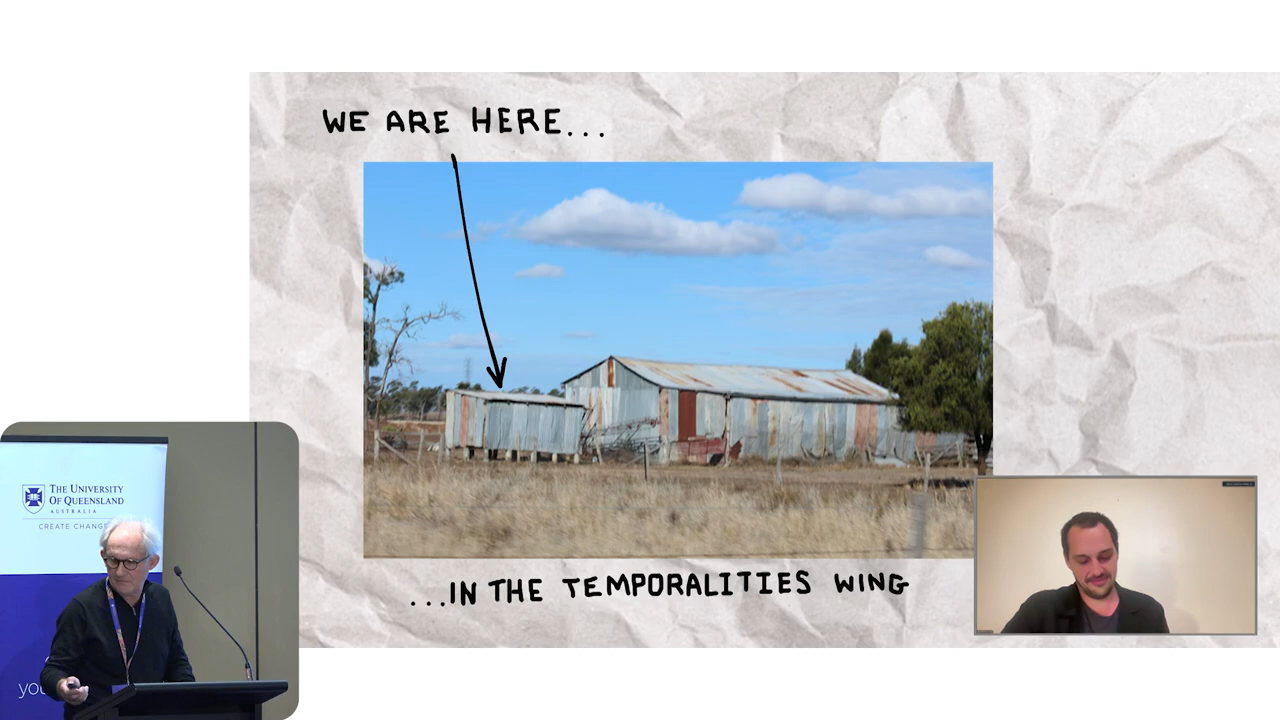 WE ARE HERE...
...IN THE TEMPORALITIES WING
THE UNIVERSITY
OF QUEENSLAND
AUSTRALIA
CREATE CHANGE